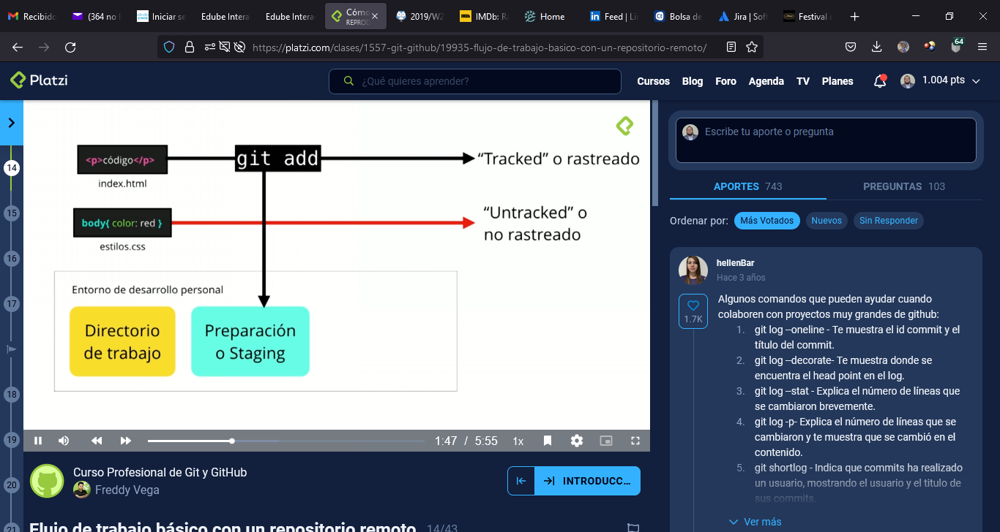 Recibido
(364 no l
Iniciar se
Edube Intera
Edube Intera
Cómo
REPROD
2019/W2
IMDb: Ra
Home
Feed | Li
Bolsa de
Jira | Soft
Festival
https://platzi.com/clases/1557-git-github/19935-flujo-de-trabajo-basico-con-un-repositorio-remoto/
64
Platzi
¿Qué quieres aprender?
Cursos
Blog
Foro
Agenda
TV
Planes
1.004 pts
14
15
16
17
18
19
20
21
<p>código</p>
index.html
git add
“Tracked” o rastreado
body{ color: red }
estilos.css
“Untracked” o
no rastreado
Entorno de desarrollo personal
Directorio
de trabajo
Preparación
o Staging
1:47 / 5:55
1x
Curso Profesional de Git y GitHub
Freddy Vega
INTRODUCC...
Flujo de trabajo básico con un repositorio remoto 14/43
Escribe tu aporte o pregunta
APORTES 743
PREGUNTAS 103
Ordenar por:
Más Votados
Nuevos
Sin Responder
hellenBar
Hace 3 años
1.7K
Algunos comandos que pueden ayudar cuando
colaboren con proyectos muy grandes de github:
1. git log --oneline - Te muestra el id commit y el
título del commit.
2. git log --decorate- Te muestra donde se
encuentra el head point en el log.
3. git log --stat - Explica el número de líneas que
se cambiaron brevemente.
4. git log -p- Explica el número de líneas que se
cambiaron y te muestra que se cambió en el
contenido.
5. git shortlog - Indica que commits ha realizado
un usuario, mostrando el usuario y el titulo de
sus commits.
Ver más